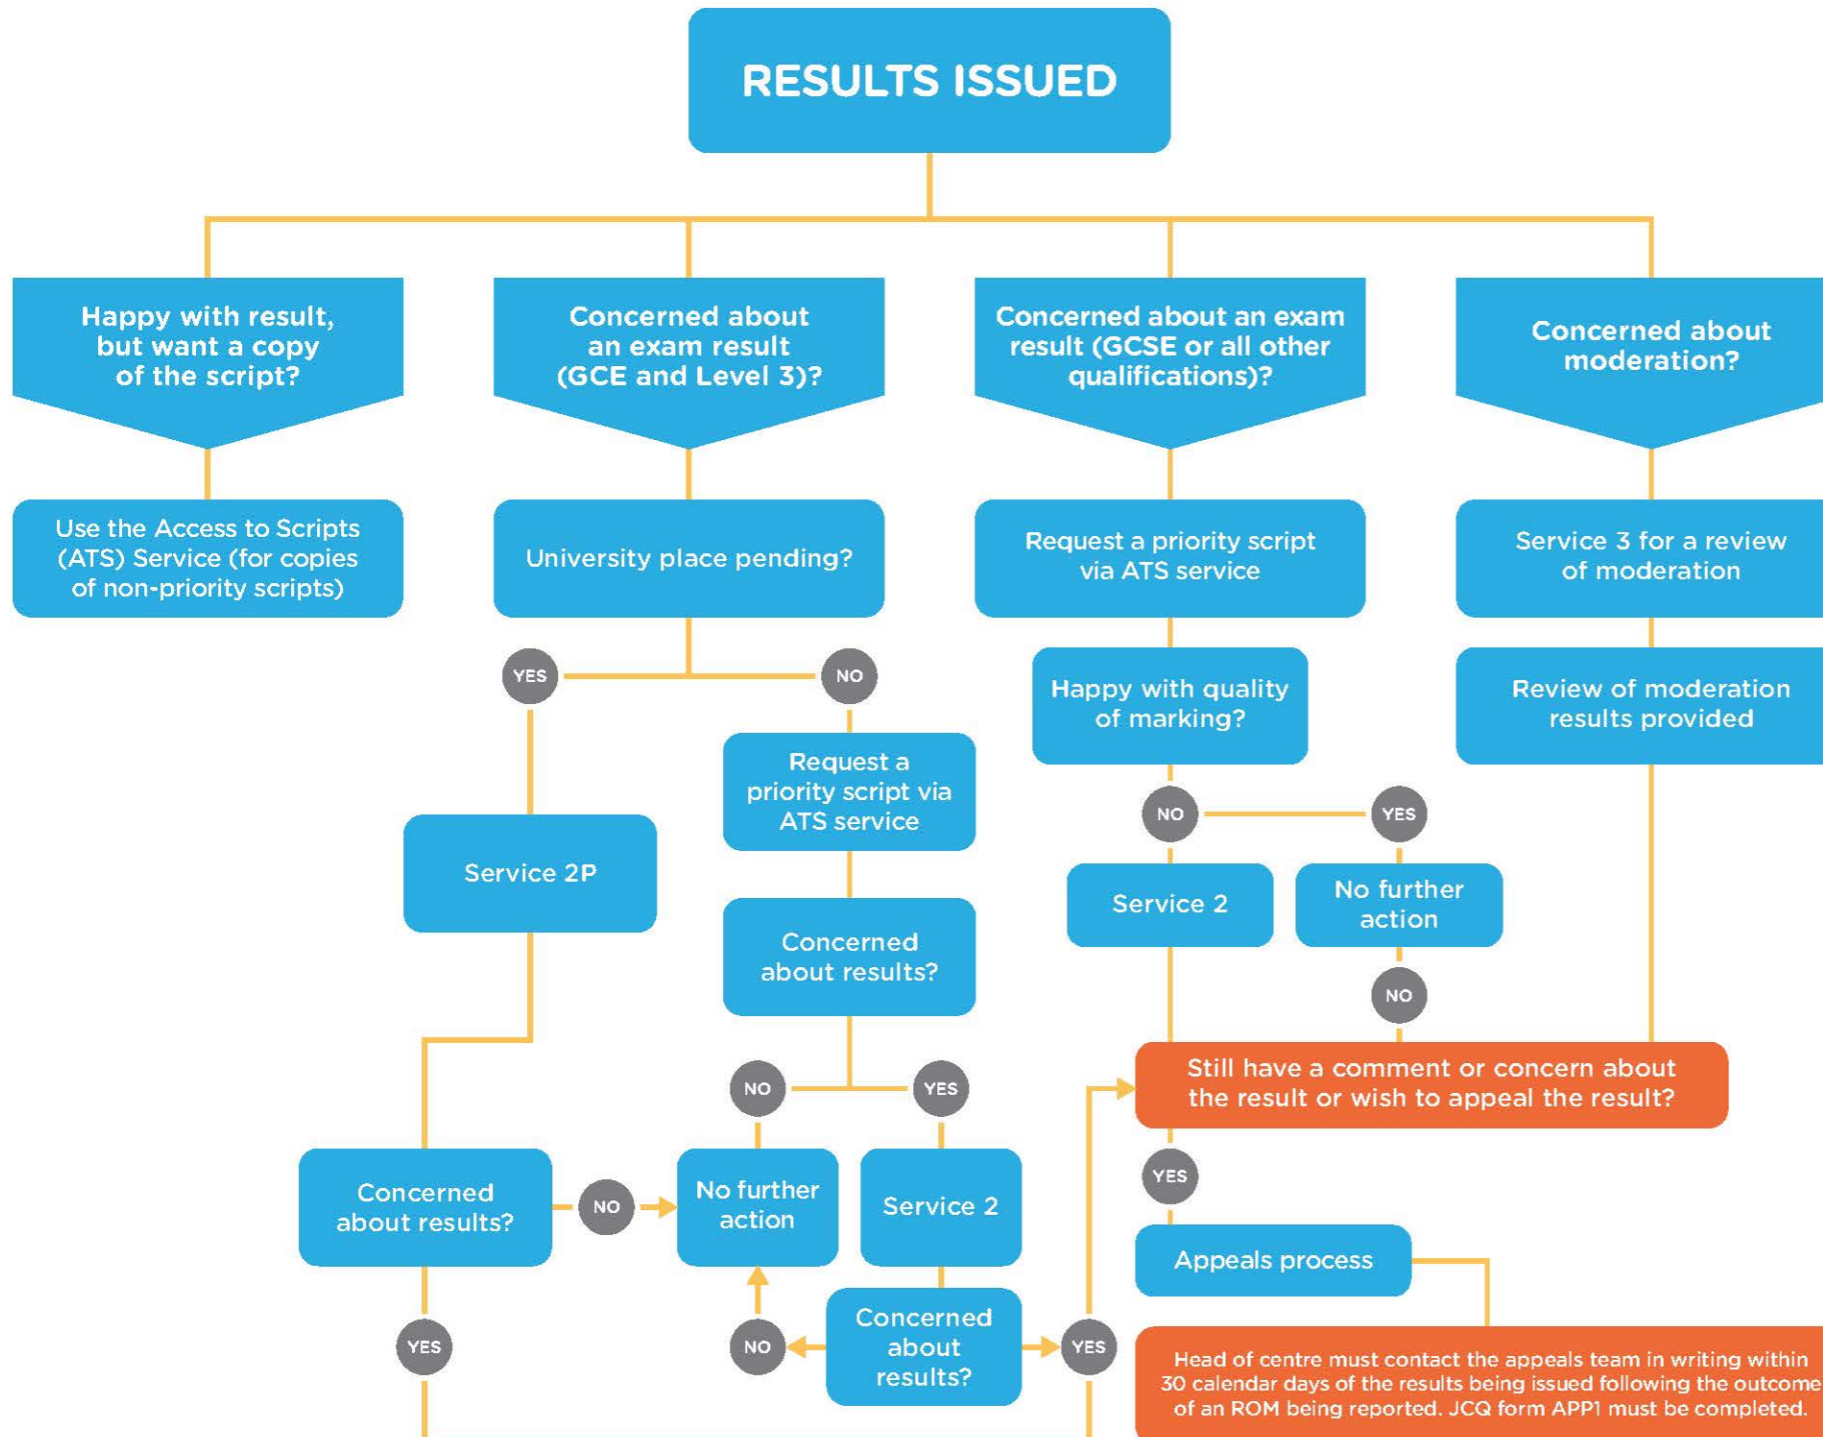 RESULTS ISSUED
Happy with result,
but want a copy
of the script?
Concerned about
an exam result
(GCE and Level 3)?
Concerned about an exam
result (GCSE or all other
qualifications)?
Concerned about
moderation?
Use the Access to Scripts
(ATS) Service (for copies
of non-priority scripts)
University place pending?
Request a priority script
via ATS service
Service 3 for a review
of moderation
YES
NO
Happy with quality
of marking?
Review of moderation
results provided
Request a
priority script via
ATS service
NO
YES
Service 2P
Service 2
No further
action
Concerned
about results?
NO
Still have a comment or concern about
the result or wish to appeal the result?
NO
YES
YES
Concerned
about results?
NO
No further
action
Service 2
Appeals process
YES
NO
Concerned
about
results?
YES
Head of centre must contact the appeals team in writing within
30 calendar days of the results being issued following the outcome
of an ROM being reported. JCQ form APP1 must be completed.